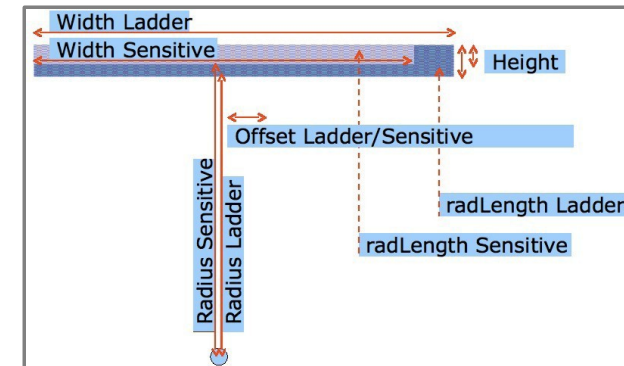 Width Ladder
Width Sensitive
Height
Offset Ladder/Sensitive
Radius Sensitive
Radius Ladder
radLength Ladder
radLength Sensitive